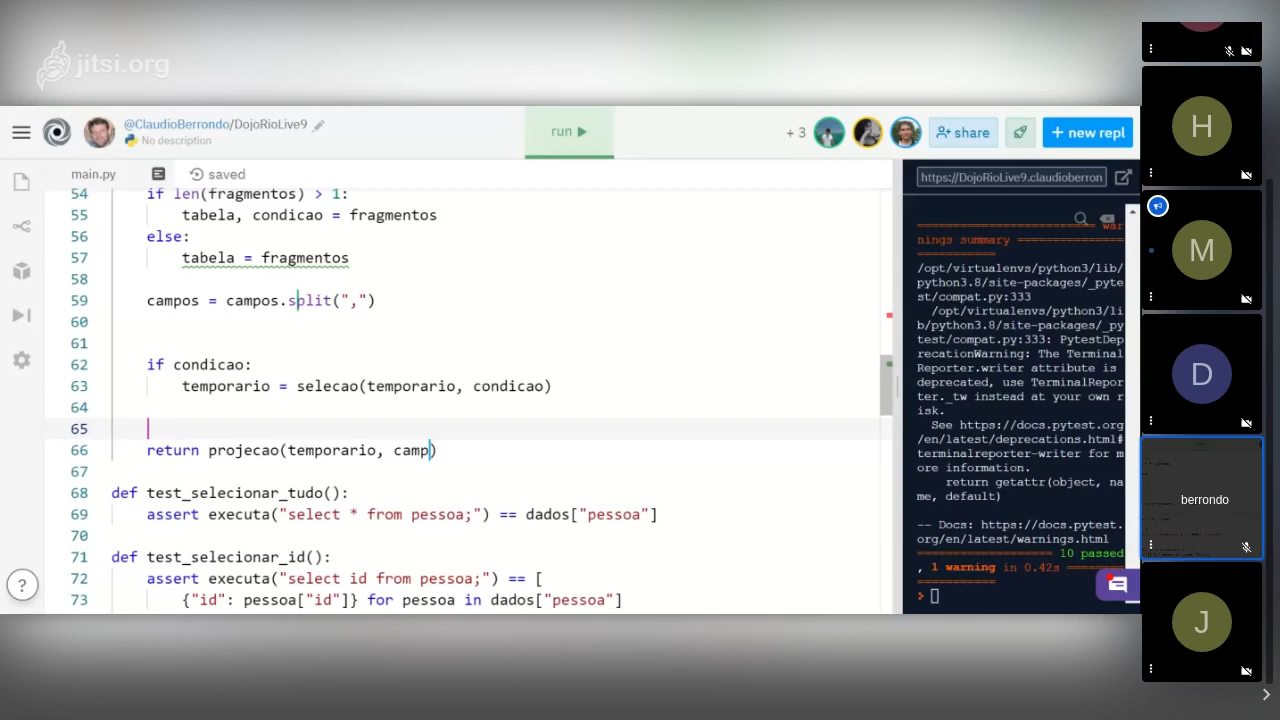 jitsi.org
@ClaudioBerrondo/DojoRioLive9
No description
run
+ 3
share
+ new repl
main.py
saved
54 if len(fragmentos) > 1:
55 tabela, condicao = fragmentos
56 else:
57 tabela = fragmentos
58
59 campos = campos.split(",")
60
61
62 if condicao:
63 temporario = selecao(temporario, condicao)
64
65
66 return projecao(temporario, camp)
67
68 def test_selecionar_tudo():
69 assert executa("select * from pessoa;") == dados["pessoa"]
70
71 def test_selecionar_id():
72 assert executa("select id from pessoa;") == [
73 {"id": pessoa["id"]} for pessoa in dados["pessoa"]
?
https://DojoRioLive9.claudioberron
============================ war
nings summary =================
=============
/opt/virtualenvs/python3/lib/
python3.8/site-packages/_pyte
st/compat.py:333
/opt/virtualenvs/python3/li
b/python3.8/site-packages/_py
test/compat.py:333: PytestDep
recationWarning: The Terminal
Reporter.writer attribute is
deprecated, use TerminalRepor
ter._tw instead at your own r
isk.
See https://docs.pytest.org
/en/latest/deprecations.html#
terminalreporter-writer for m
ore information.
return getattr(object, na
me, default)
-- Docs: https://docs.pytest.
org/en/latest/warnings.html
=================== 10 passed
, 1 warning in 0.42s ========
===========
H
M
D
berrondo
J